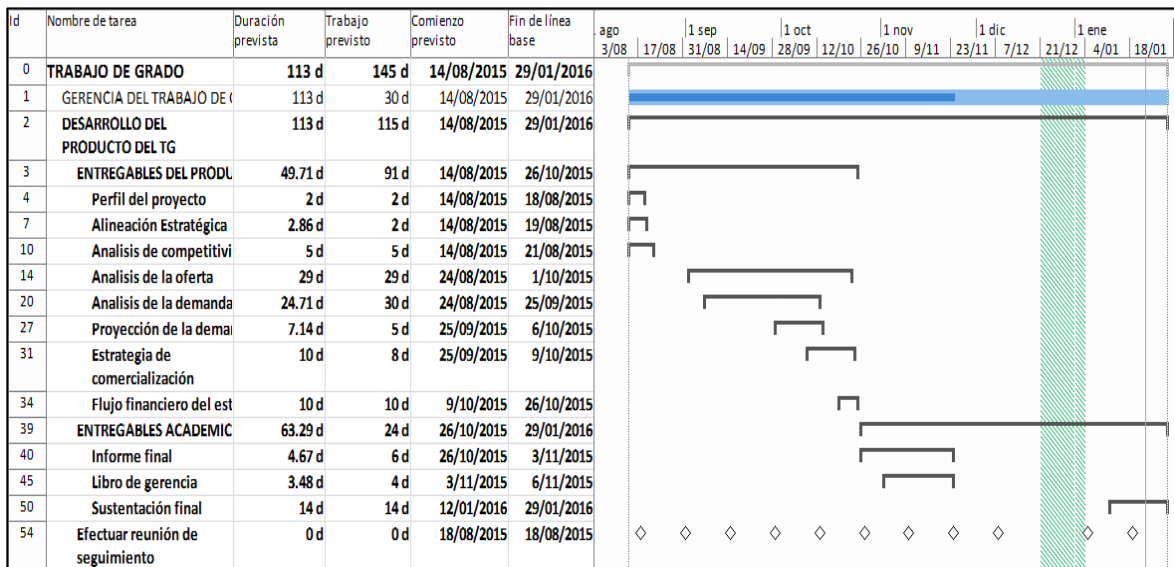 Id Nombre de tarea Duración Trabajo Comienzo Fin de línea
prevista previsto previsto base
ago 1 sep 1 oct 1 nov 1 dic 1 ene
3/08 17/08 31/08 14/09 28/09 12/10 26/10 9/11 23/11 7/12 21/12 4/01 18/01
0 TRABAJO DE GRADO 113 d 145 d 14/08/2015 29/01/2016
1 GERENCIA DEL TRABAJO DE 113 d 30 d 14/08/2015 29/01/2016
2 DESARROLLO DEL 113 d 115 d 14/08/2015 29/01/2016
PRODUCTO DEL TG
3 ENTREGABLES DEL PRODU 49.71 d 91 d 14/08/2015 26/10/2015
4 Perfil del proyecto 2 d 2 d 14/08/2015 18/08/2015
7 Alineación Estratégica 2.86 d 2 d 14/08/2015 19/08/2015
10 Analisis de competitivi 5 d 5 d 14/08/2015 21/08/2015
14 Analisis de la oferta 29 d 29 d 24/08/2015 1/10/2015
20 Analisis de la demanda 24.71 d 30 d 24/08/2015 25/09/2015
27 Proyección de la demai 7.14 d 5 d 25/09/2015 6/10/2015
31 Estrategia de 10 d 8 d 25/09/2015 9/10/2015
comercialización
34 Flujo financiero del est 10 d 10 d 9/10/2015 26/10/2015
39 ENTREGABLES ACADEMIC 63.29 d 24 d 26/10/2015 29/01/2016
40 Informe final 4.67 d 6 d 26/10/2015 3/11/2015
45 Libro de gerencia 3.48 d 4 d 3/11/2015 6/11/2015
50 Sustentación final 14 d 14 d 12/01/2016 29/01/2016
54 Efectuar reunión de 0 d 0 d 18/08/2015 18/08/2015
seguimiento